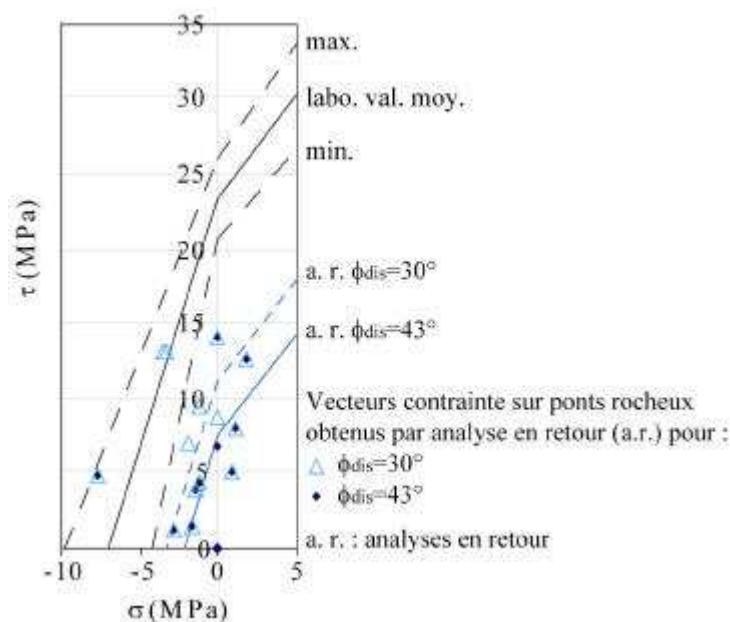 35
max.
30
labo. val. moy.
min.
25
20
a. r. ϕdis=30°
15
a. r. ϕdis=43°
10
Vecteurs contrainte sur ponts rocheux
obtenus par analyse en retour (a.r.) pour :
ϕdis=30°
5
ϕdis=43°
0
a. r. : analyses en retour
-10 -5 0 5
τ (MPa)
σ (MPa)